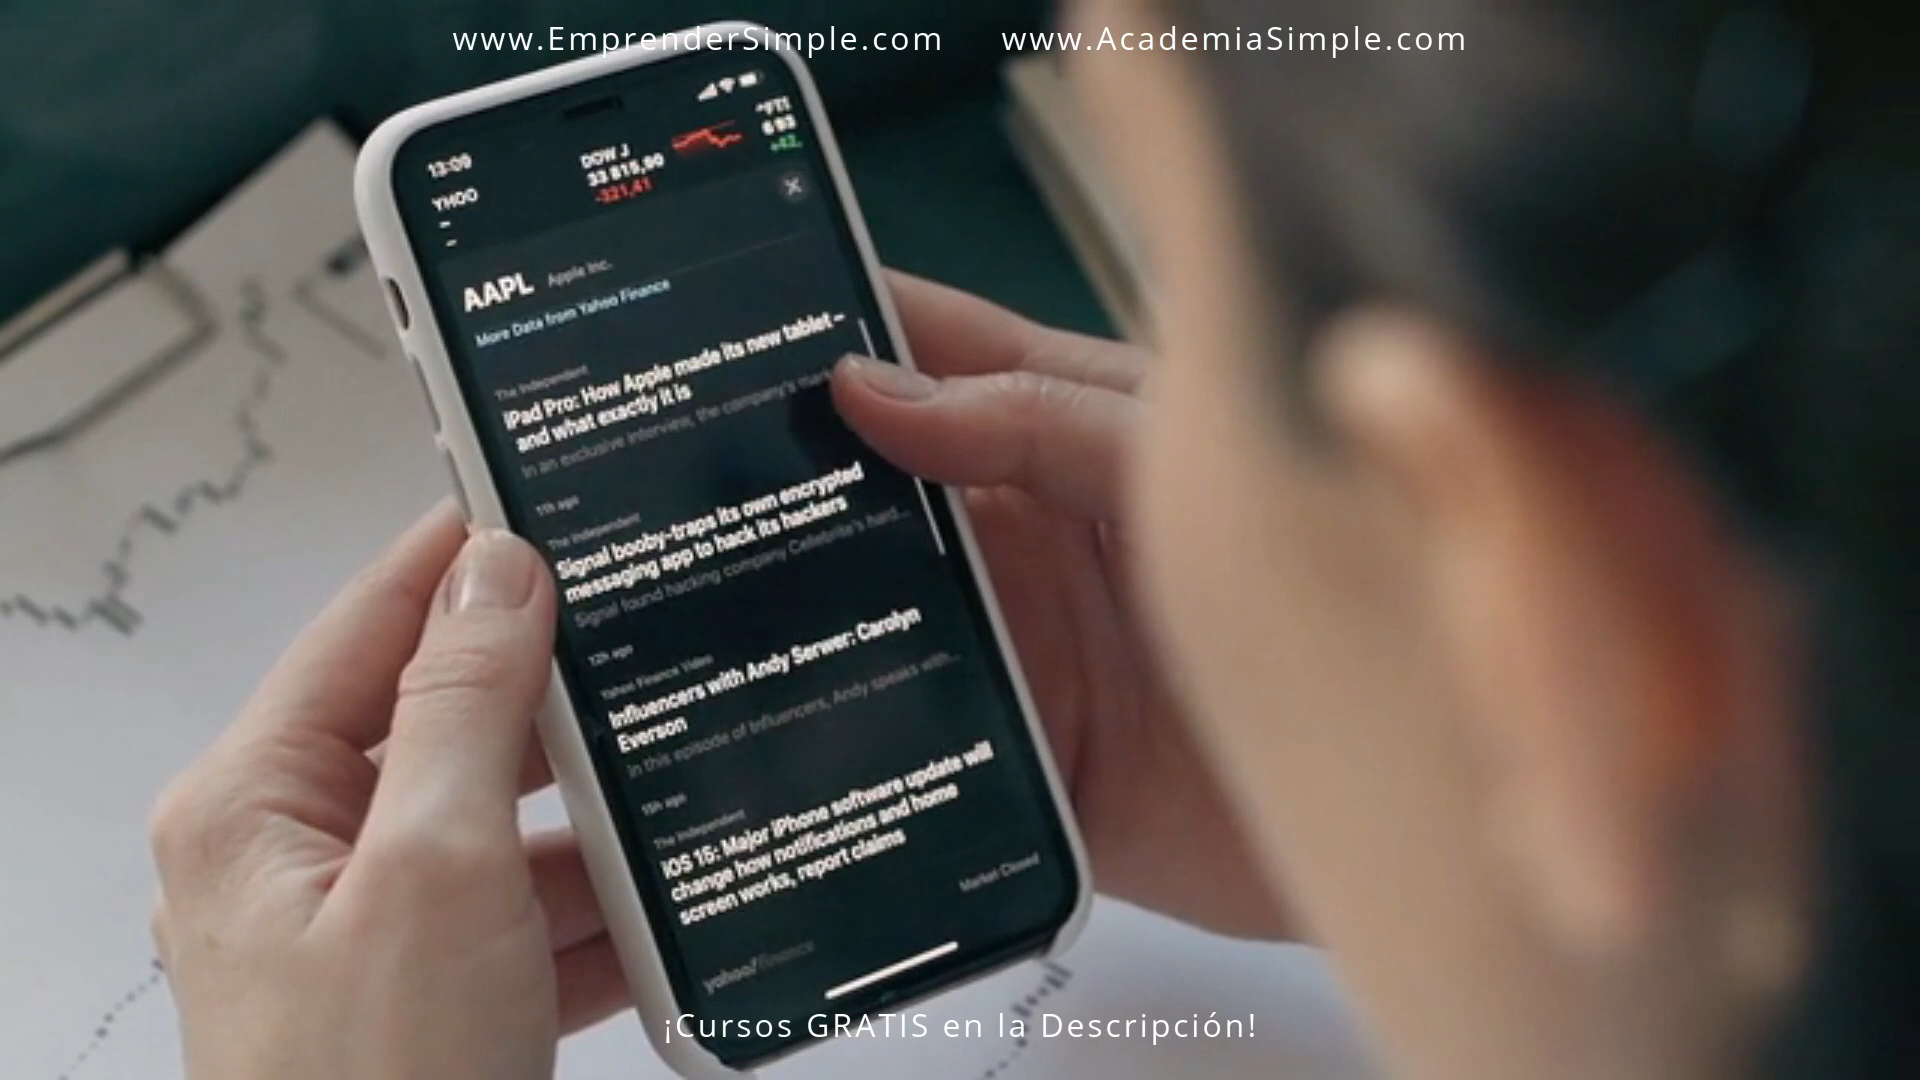 www.EmprenderSimple.com www.AcademiaSimple.com
13:09
YHOO
-
-
DOW J
33 815,90
-321,41
6 93
+42,
AAPL Apple Inc.
More Data from Yahoo Finance
The Independent
iPad Pro: How Apple made its new tablet –
and what exactly it is
In an exclusive interview, the company's
11h ago
The Independent
Signal booby-traps its own encrypted
messaging app to hack its hackers
Signal found hacking company Cellebrite's hard...
12h ago
Yahoo Finance Video
Influencers with Andy Serwer: Carolyn
Everson
In this episode of Influencers, Andy speaks with...
15h ago
The Independent
iOS 15: Major iPhone software update will
change how notifications and home
screen works, report claims
Market Closed
yahoo/finance
¡Cursos GRATIS en la Descripción!